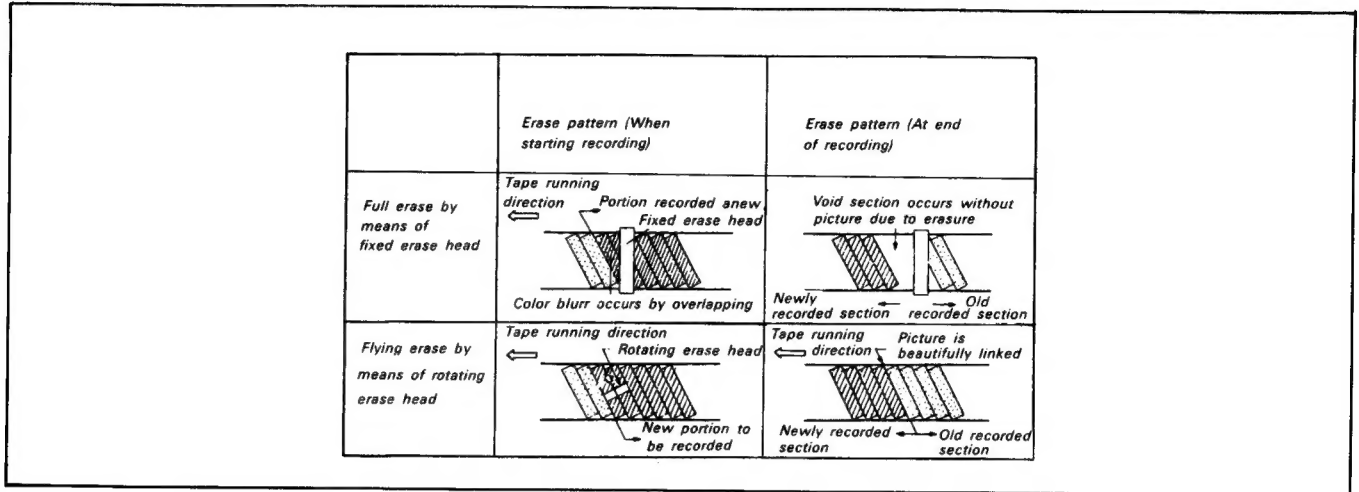 Erase pattern (When
starting recording)
Erase pattern (At end
of recording)
Full erase by
means of
fixed erase head
Tape running
direction
Portion recorded anew
Fixed erase head
Color blurr occurs by overlapping
Void section occurs without
picture due to erasure
Newly
recorded section
Old
recorded section
Flying erase by
means of rotating
erase head
Tape running direction
Rotating erase head
New portion to
be recorded
Tape running
direction
Picture is
beautifully linked
Newly recorded
section
Old recorded
section